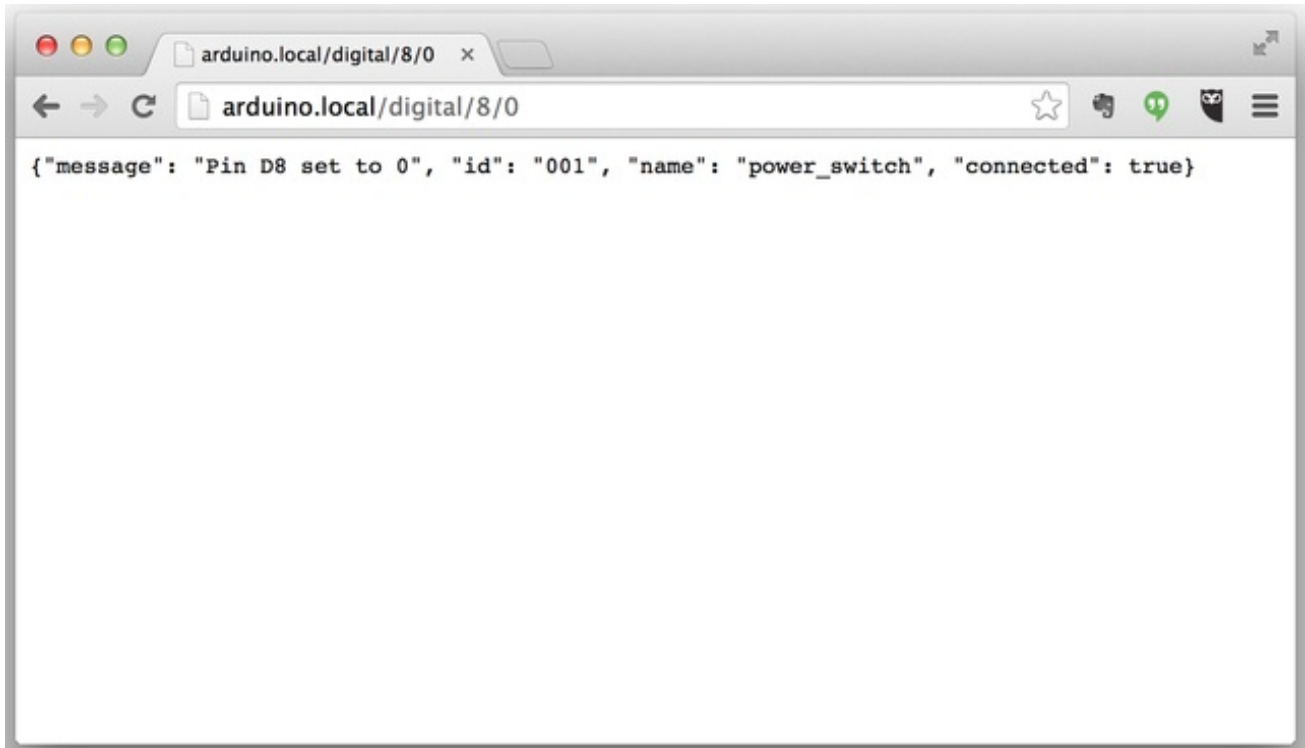 arduino.local/digital/8/0
arduino.local/digital/8/0
{"message": "Pin D8 set to 0", "id": "001", "name": "power_switch", "connected": true}